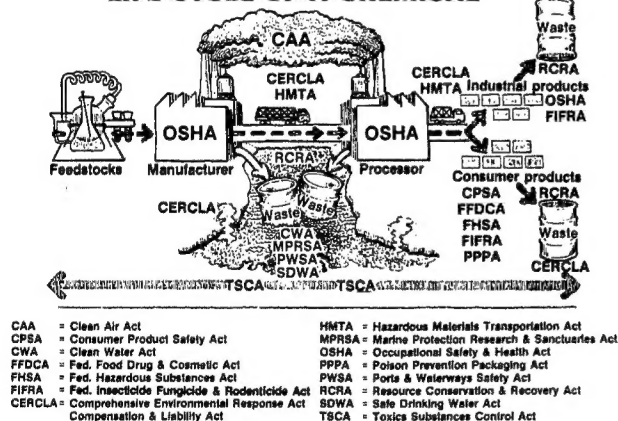 CAA
Waste
RCRA
CERCLA
HMTA
CERCLA
HMTA
Industrial products
OSHA
FIFRA
OSHA
OSHA
Feedstocks
Manufacturer
Processor
RCRA
Waste
Waste
CERCLA
CWA
MPRSA
PWSA
SDWA
Consumer products
CPSA
FFDCA
FHSA
FIFRA
PPPA
RCRA
Waste
CERCLA
TSCA
TSCA
CAA = Clean Air Act
CPSA = Consumer Product Safety Act
CWA = Clean Water Act
FFDCA = Fed. Food Drug & Cosmetic Act
FHSA = Fed. Hazardous Substances Act
FIFRA = Fed. Insecticide Fungicide & Rodenticide Act
CERCLA = Comprehensive Environmental Response Act
Compensation & Liability Act
HMTA = Hazardous Materials Transportation Act
MPRSA = Marine Protection Research & Sanctuaries Act
OSHA = Occupational Safety & Health Act
PPPA = Poison Prevention Packaging Act
PWSA = Ports & Waterways Safety Act
RCRA = Resource Conservation & Recovery Act
SDWA = Safe Drinking Water Act
TSCA = Toxics Substances Control Act